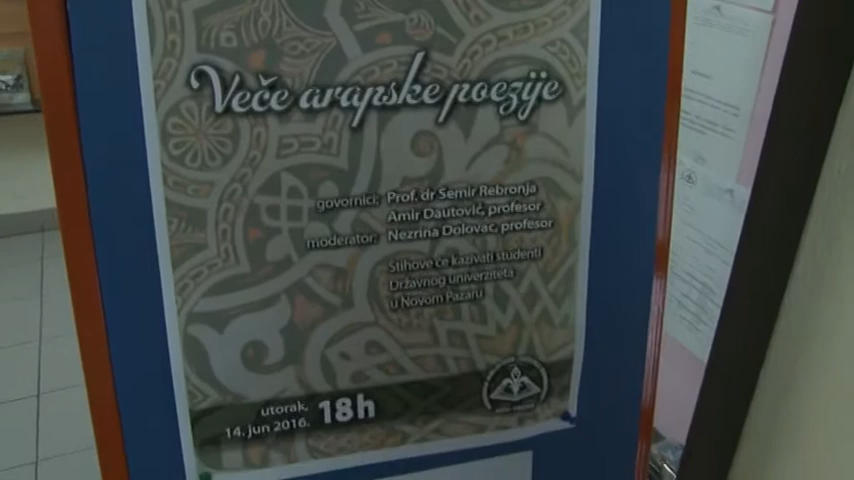 Veče arapske poezije
govornici: Prof. dr Semir Rebronja
Amir Dautović, profesor
moderator: Nezrina Dolovac, profesor
Stihove će kazivati studenti
Državnog univerziteta
u Novom Pazaru
utorak,
14. jun 2016. 18h